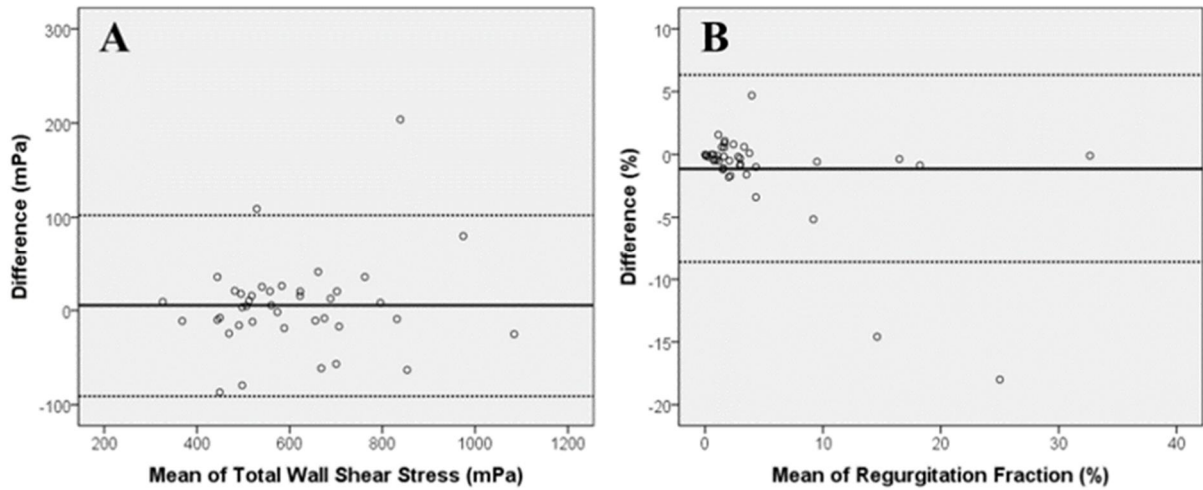 A
Difference (mPa)
300
200
100
0
-100
200 400 600 800 1000 1200
Mean of Total Wall Shear Stress (mPa)
B
Difference (%)
10
5
0
-5
-10
-15
-20
0 10 20 30 40
Mean of Regurgitation Fraction (%)